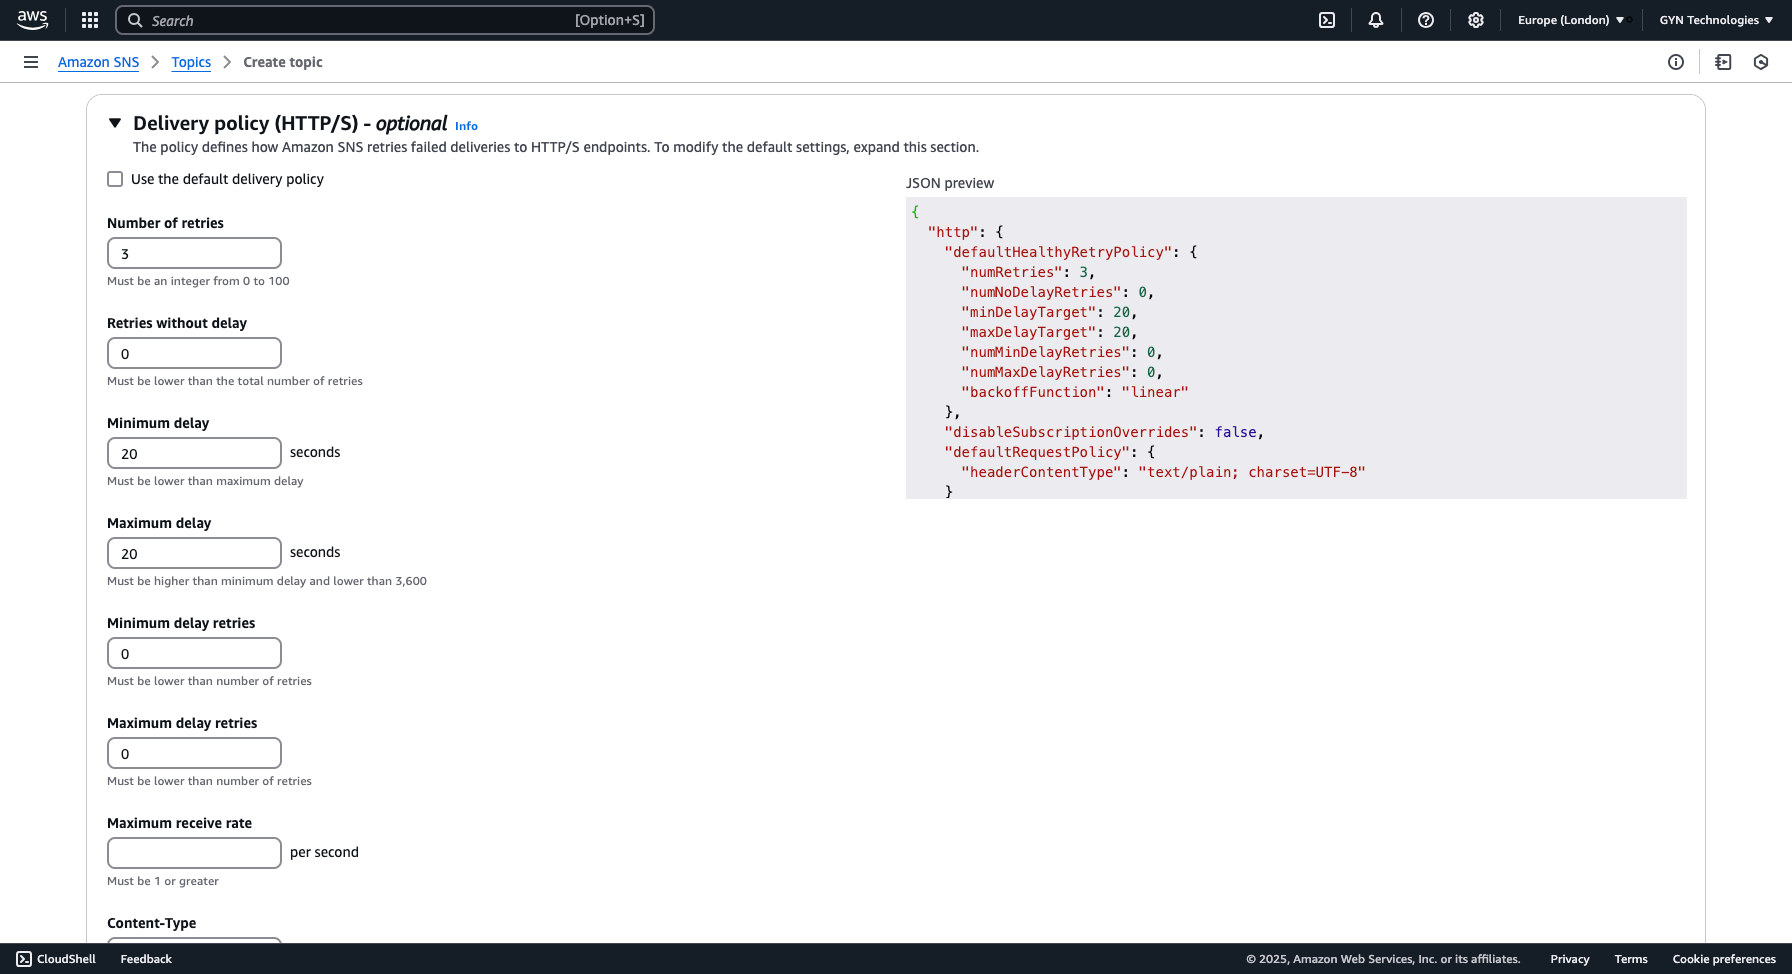 aws
Search [Option+S]
Europe (London)
GYN Technologies
Amazon SNS
Topics
Create topic
Delivery policy (HTTP/S) - optional Info
The policy defines how Amazon SNS retries failed deliveries to HTTP/S endpoints. To modify the default settings, expand this section.
Use the default delivery policy
Number of retries
3
Must be an integer from 0 to 100
Retries without delay
0
Must be lower than the total number of retries
Minimum delay
20 seconds
Must be lower than maximum delay
Maximum delay
20 seconds
Must be higher than minimum delay and lower than 3,600
Minimum delay retries
0
Must be lower than number of retries
Maximum delay retries
0
Must be lower than number of retries
Maximum receive rate
per second
Must be 1 or greater
Content-Type
JSON preview
{
"http": {
"defaultHealthyRetryPolicy": {
"numRetries": 3,
"numNoDelayRetries": 0,
"minDelayTarget": 20,
"maxDelayTarget": 20,
"numMinDelayRetries": 0,
"numMaxDelayRetries": 0,
"backoffFunction": "linear"
},
"disableSubscriptionOverrides": false,
"defaultRequestPolicy": {
"headerContentType": "text/plain; charset=UTF-8"
}
CloudShell
Feedback
© 2025, Amazon Web Services, Inc. or its affiliates.
Privacy
Terms
Cookie preferences